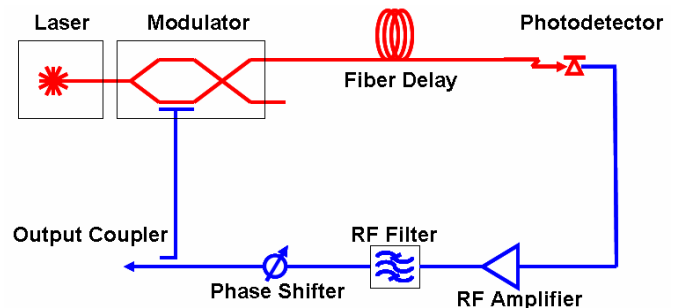 Laser
Modulator
Photodetector
Fiber Delay
Output Coupler
RF Filter
Phase Shifter
RF Amplifier